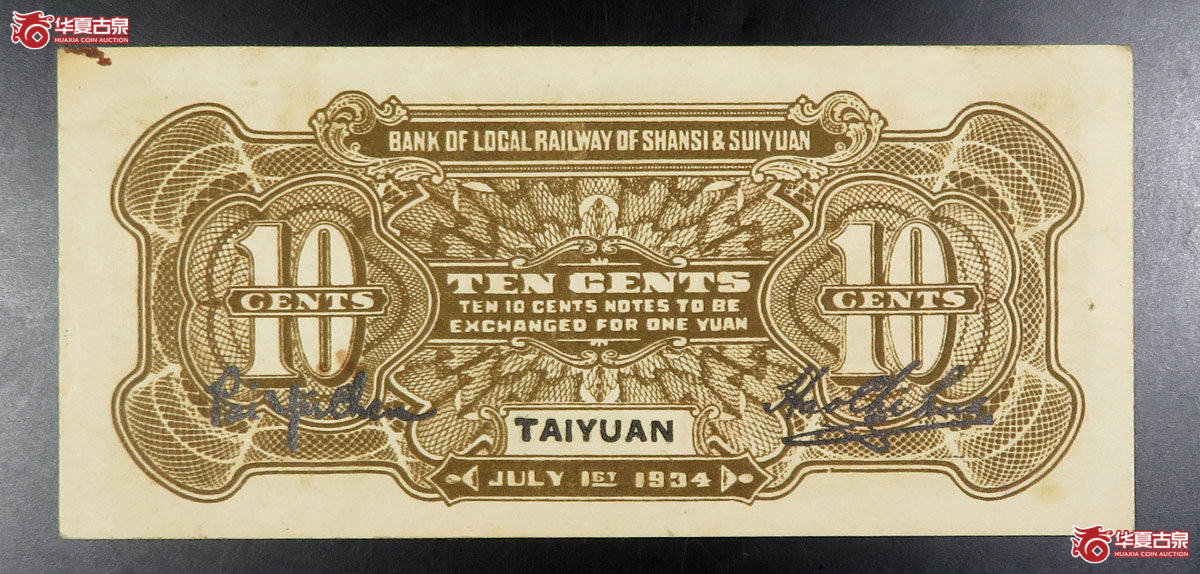 华夏古泉
HUAXIA COIN AUCTION
BANK OF LOCAL RAILWAY OF SHANSI & SUIYUAN
10
CENTS
10
CENTS
TEN CENTS
TEN 10 CENTS NOTES TO BE
EXCHANGED FOR ONE YUAN
TAIYUAN
JULY 1ST 1934
华夏古泉
HUAXIA COIN AUCTION